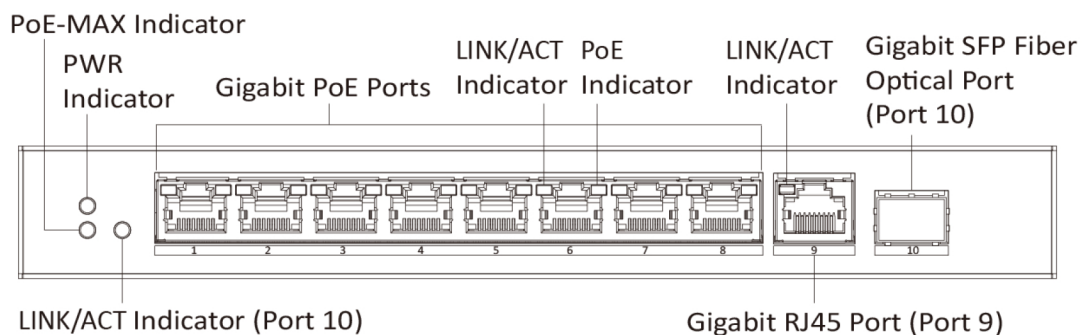 PoE-MAX Indicator
PWR
Indicator
Gigabit PoE Ports
LINK/ACT
Indicator
PoE
Indicator
LINK/ACT
Indicator
Gigabit SFP Fiber
Optical Port
(Port 10)
1 2 3 4 5 6 7 8 9 10
LINK/ACT Indicator (Port 10)
Gigabit RJ45 Port (Port 9)